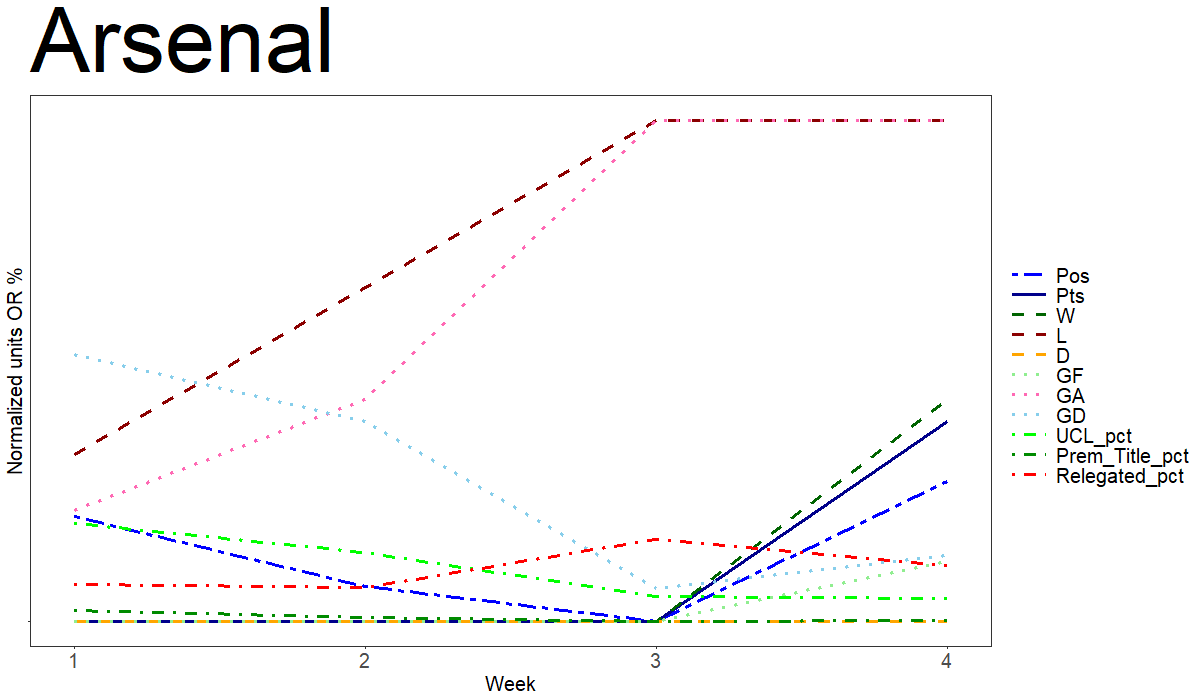 Arsenal
Normalized units OR %
Pos
Pts
W
L
D
GF
GA
GD
UCL_pct
Prem_Title_pct
Relegated_pct
1 2 3 4
Week